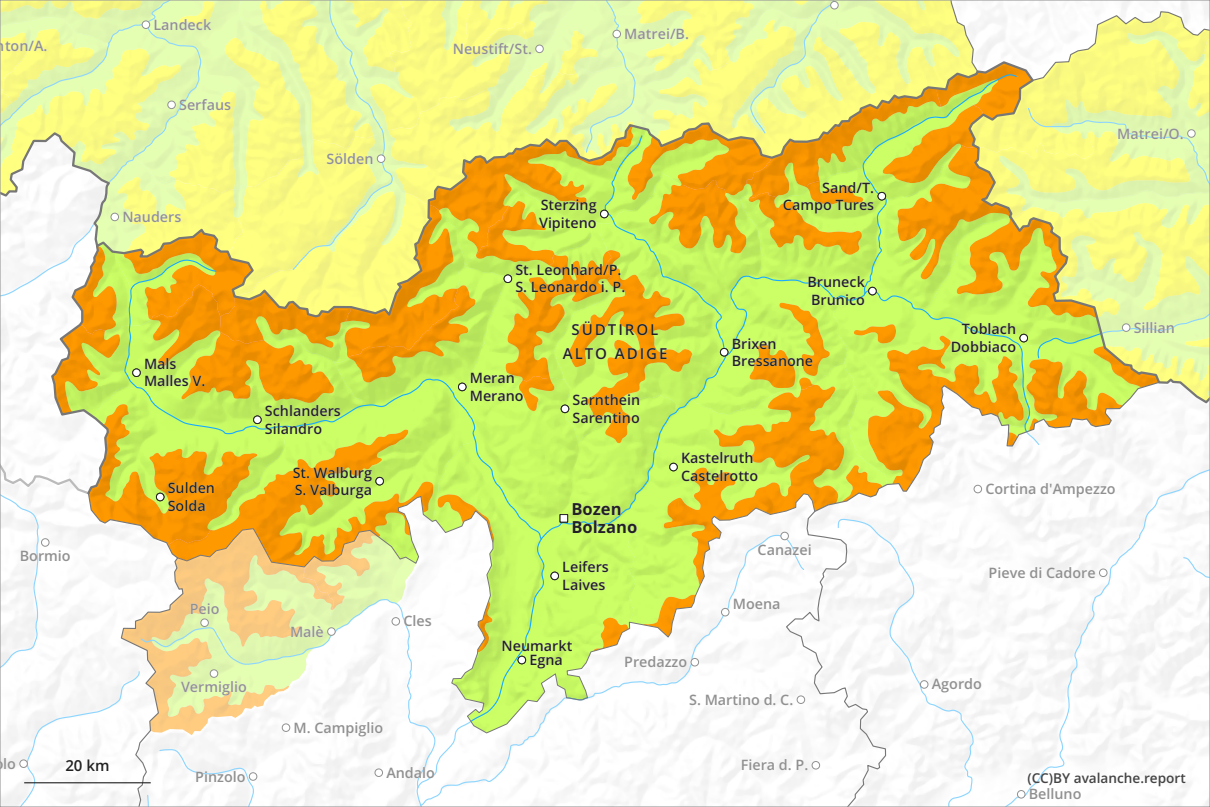 Landeck
nton/A.
Neustift/St.
Matrei/B.
Serfaus
Matrei/O.
Sölden
Nauders
Sterzing
Vipiteno
Sand/T.
Campo Tures
St. Leonhard/P.
S. Leonardo i. P.
Bruneck
Brunico
SÜDTIROL
ALTO ADIGE
Toblach
Dobbiaco
Sillian
Brixen
Bressanone
Mals
Malles V.
Meran
Merano
Schlanders
Silandro
Sarnthein
Sarentino
Kastelruth
Castelrotto
St. Walburg
S. Valburga
Sulden
Solda
Cortina d'Ampezzo
Bozen
Bolzano
Bormio
Canazei
Leifers
Laives
Pieve di Cadore
Peio
Moena
Malè
Cles
Neumarkt
Egna
Predazzo
Vermiglio
Agordo
S. Martino d. C.
M. Campiglio
20 km
olo
Pinzolo
Andalo
Fiera d. P.
(CC)BY avalanche.report
Belluno